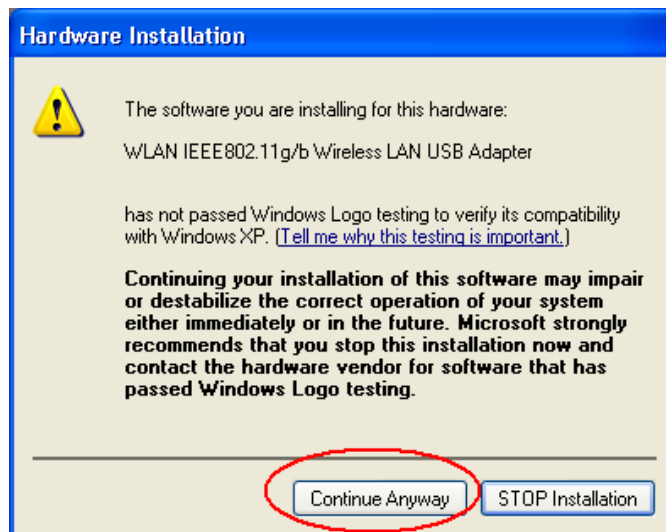 Hardware Installation
The software you are installing for this hardware:
WLAN IEEE802.11g/b Wireless LAN USB Adapter
has not passed Windows Logo testing to verify its compatibility
with Windows XP. (Tell me why this testing is important.)
Continuing your installation of this software may impair
or destabilize the correct operation of your system
either immediately or in the future. Microsoft strongly
recommends that you stop this installation now and
contact the hardware vendor for software that has
passed Windows Logo testing.
Continue Anyway
STOP Installation